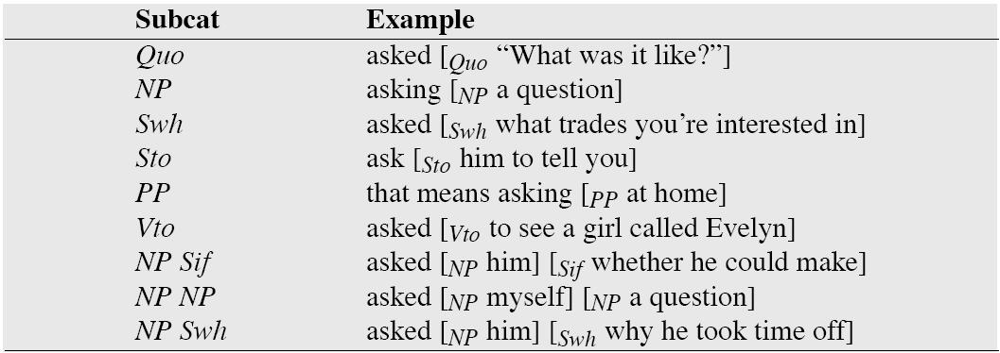 Subcat Example
Quo asked [Quo “What was it like?”]
NP asking [NP a question]
Swh asked [Swh what trades you’re interested in]
Sto ask [Sto him to tell you]
PP that means asking [PP at home]
Vto asked [Vto to see a girl called Evelyn]
NP Sif asked [NP him] [Sif whether he could make]
NP NP asked [NP myself] [NP a question]
NP Swh asked [NP him] [Swh why he took time off]